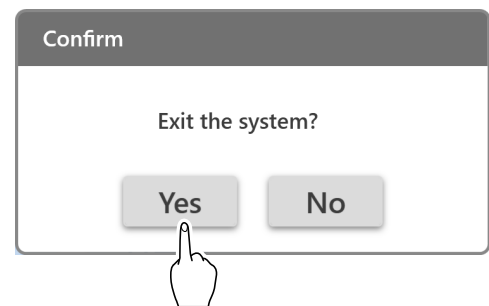 Confirm
Exit the system?
Yes No